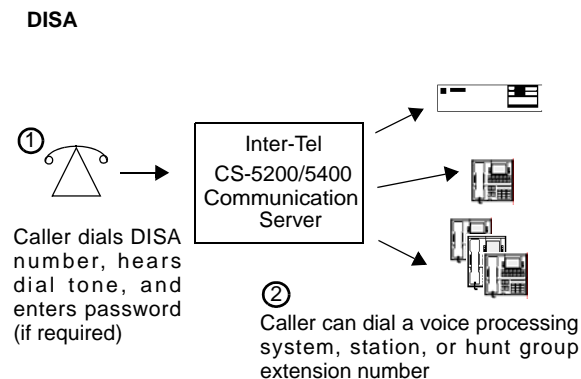 DISA
1
Inter-Tel
CS-5200/5400
Communication
Server
Caller dials DISA
number, hears
dial tone, and
enters password
(if required)
2
Caller can dial a voice processing
system, station, or hunt group
extension number